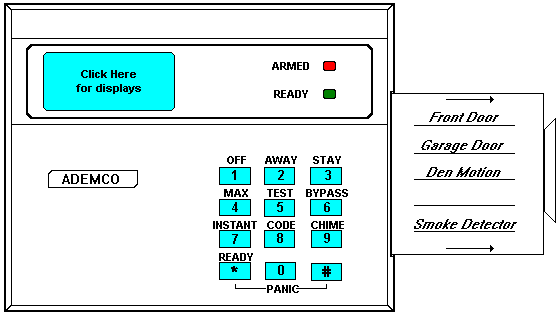 Click Here
for displays
ARMED
READY
ADEMCO
OFF AWAY STAY
1 2 3
MAX TEST BYPASS
4 5 6
INSTANT CODE CHIME
7 8 9
READY
* 0 #
PANIC
Front Door
Garage Door
Den Motion
Smoke Detector